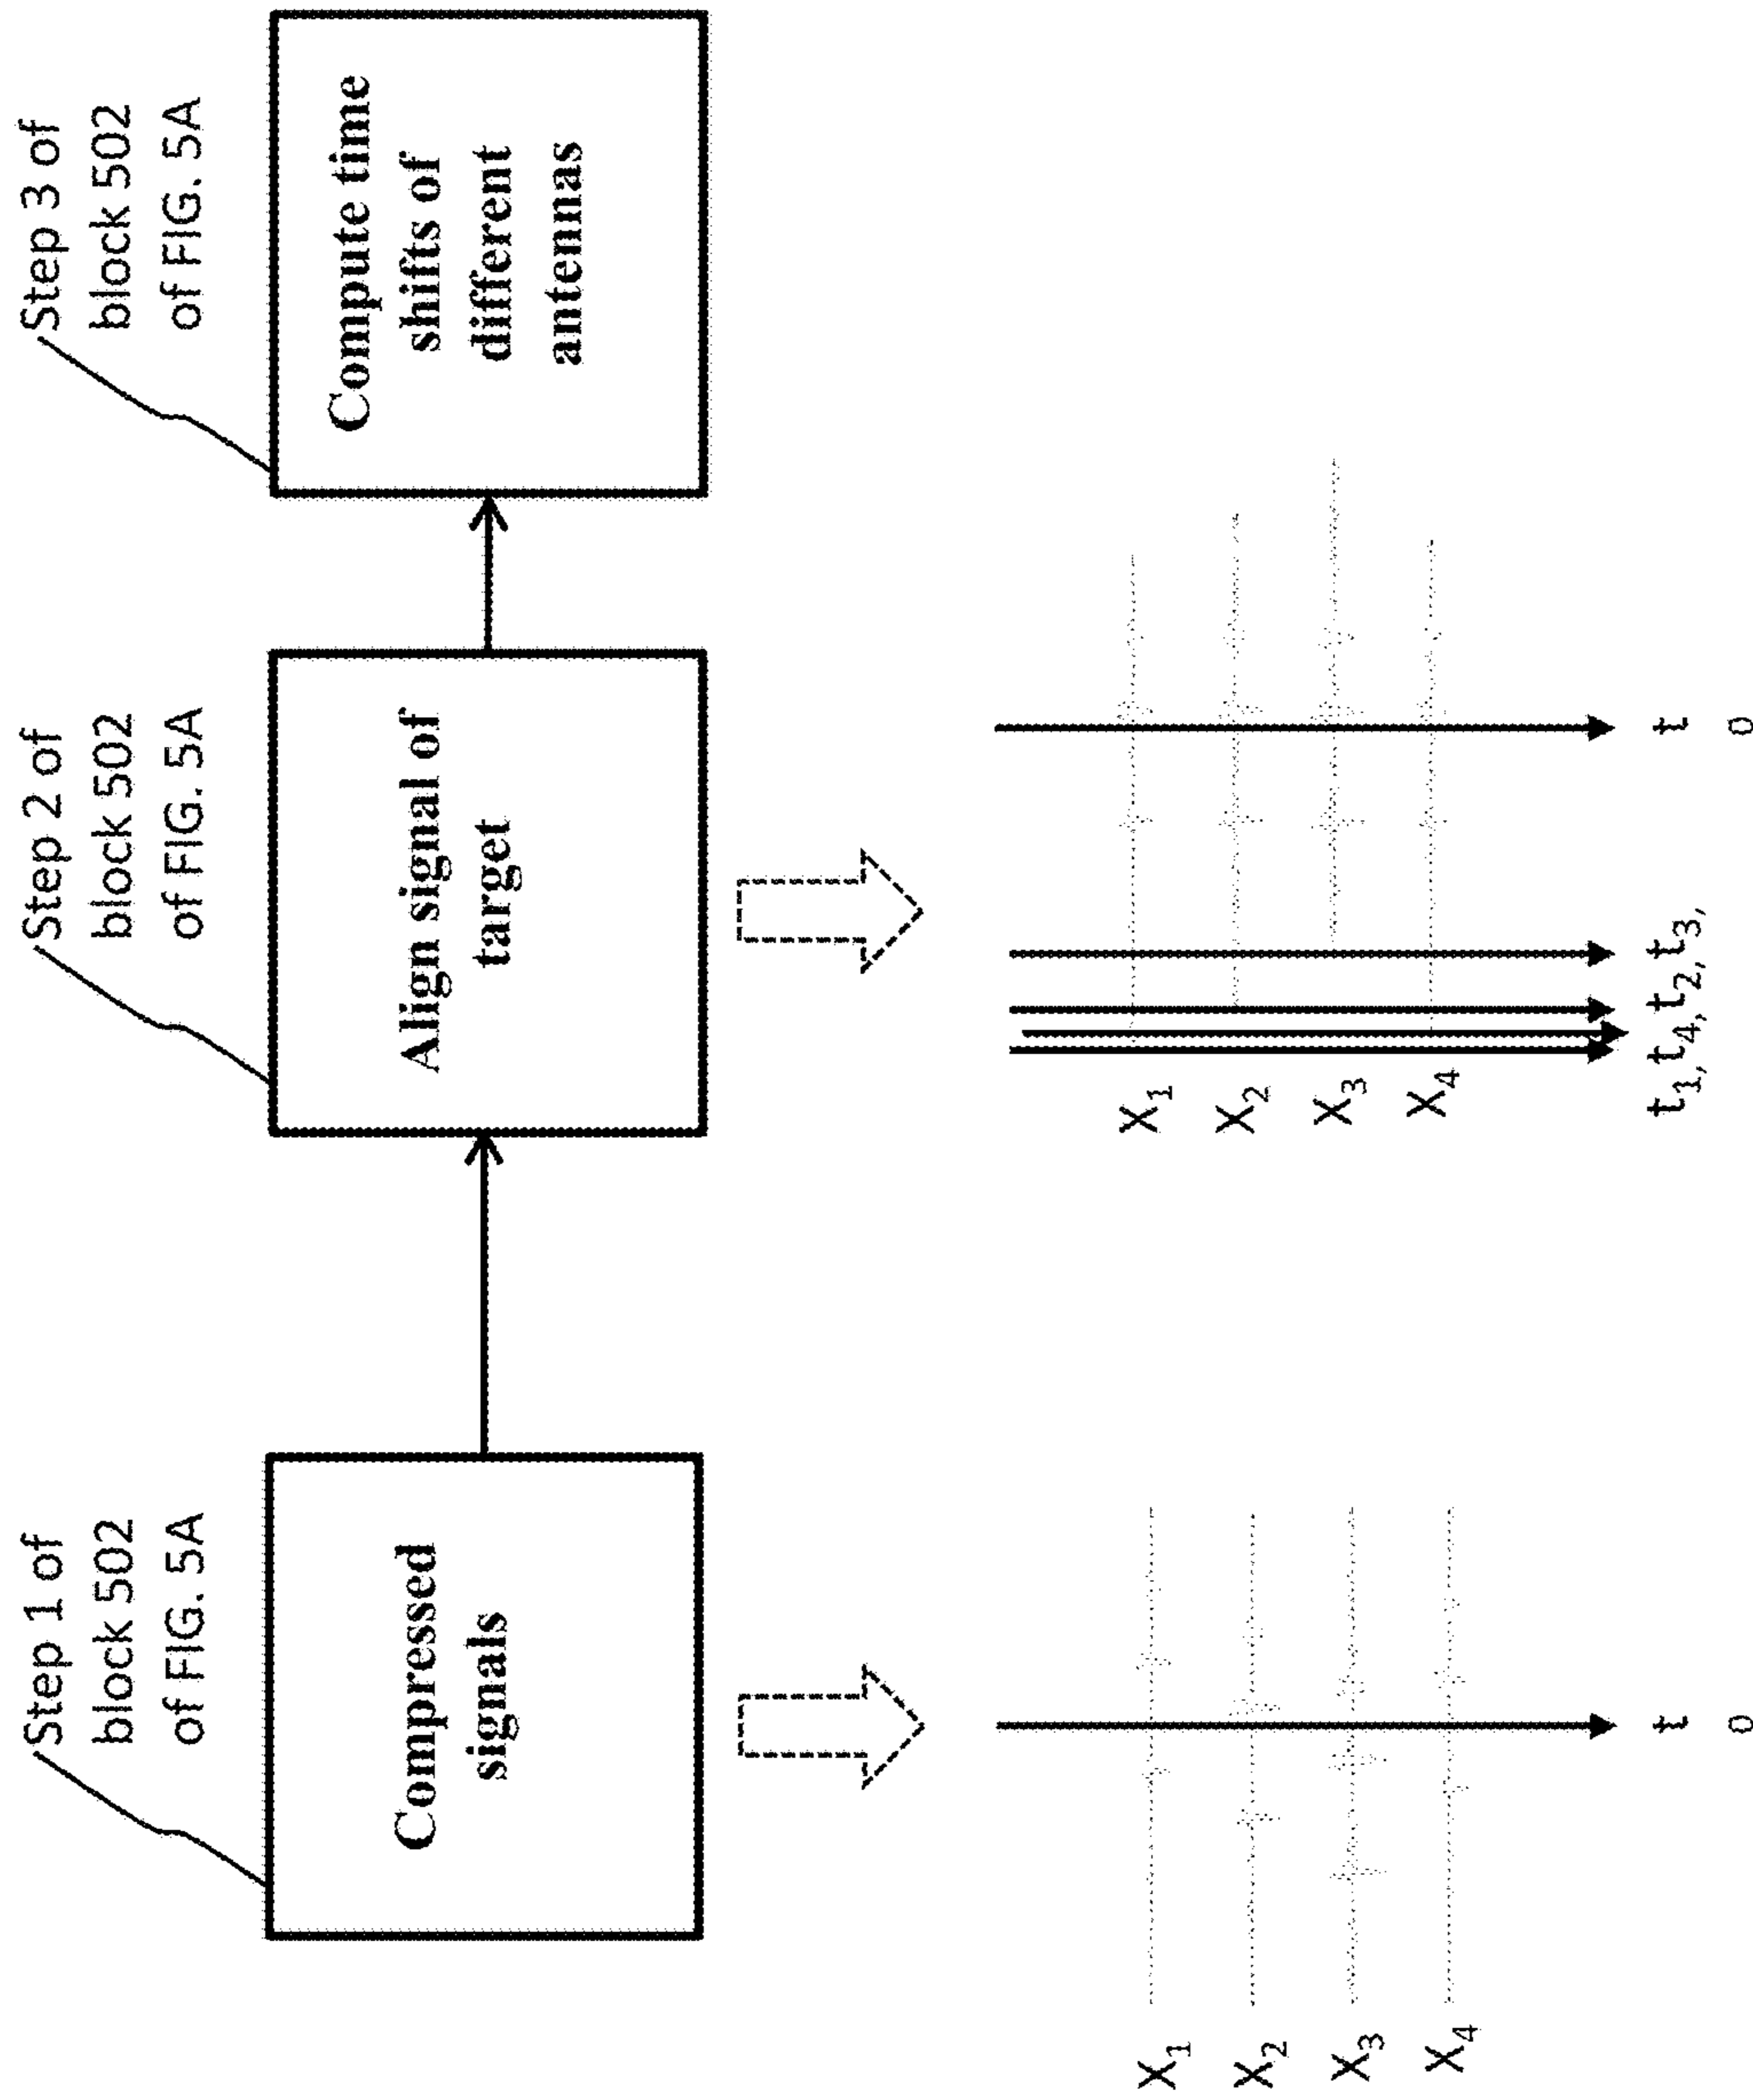 Step 1 of
block 502
of FIG. 5A
Compressed
signals
Step 2 of
block 502
of FIG. 5A
Align signal of
target
Step 3 of
block 502
of FIG. 5A
Compute time
shifts of
different
antennas
X₁
X₂
X₃
X₄
t
0
X₁
X₂
X₃
X₄
t₁, t₄, t₂, t₃,
t
0